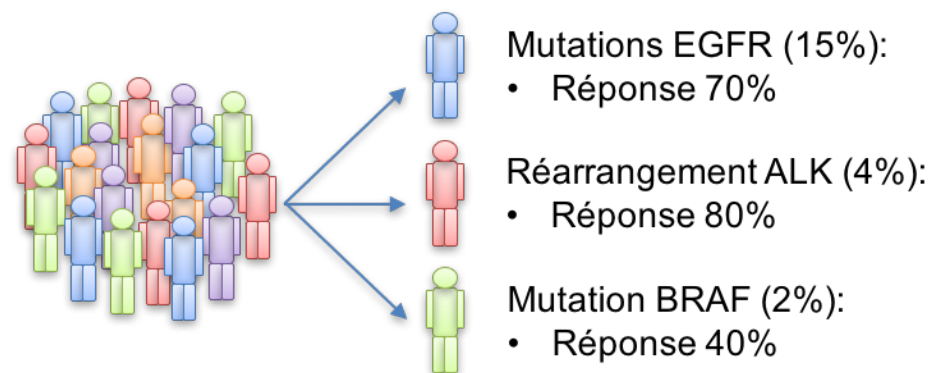 Mutations EGFR (15%):
• Réponse 70%
Réarrangement ALK (4%):
• Réponse 80%
Mutation BRAF (2%):
• Réponse 40%